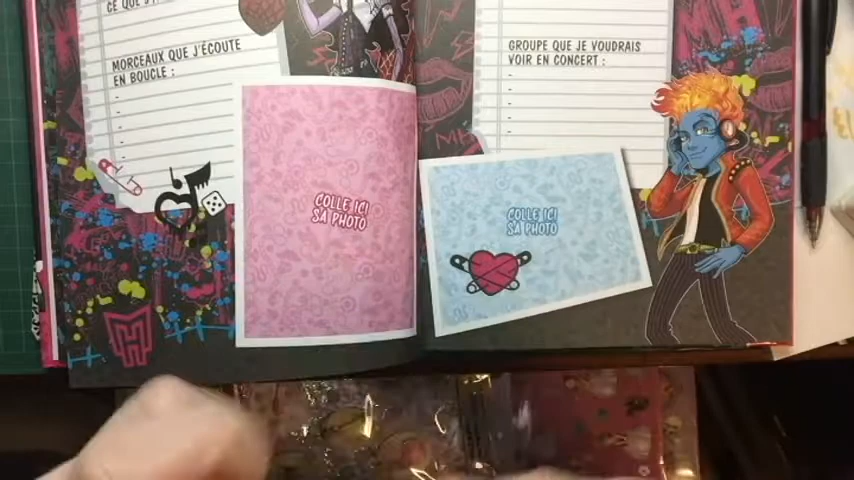 MORCEAUX QUE J'ÉCOUTE
EN BOUCLE :
COLLE ICI
SA PHOTO
GROUPE QUE JE VOUDRAIS
VOIR EN CONCERT :
COLLE ICI
SA PHOTO
MH